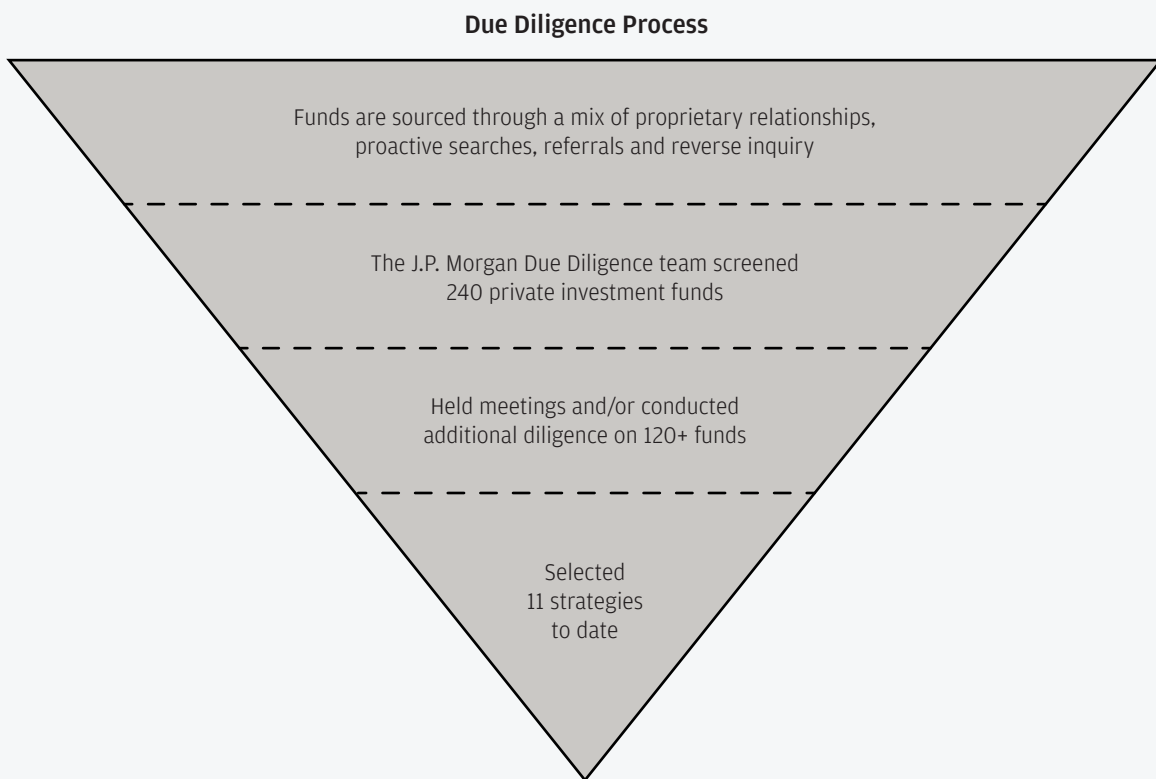 Due Diligence Process
Funds are sourced through a mix of proprietary relationships,
proactive searches, referrals and reverse inquiry
The J.P. Morgan Due Diligence team screened
240 private investment funds
Held meetings and/or conducted
additional diligence on 120+ funds
Selected
11 strategies
to date